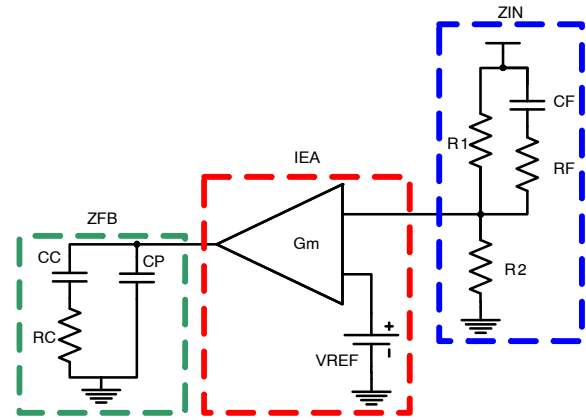 ZIN
CF
R1
RF
IEA
ZFB
Gm
CC
CP
R2
RC
+
VREF
-